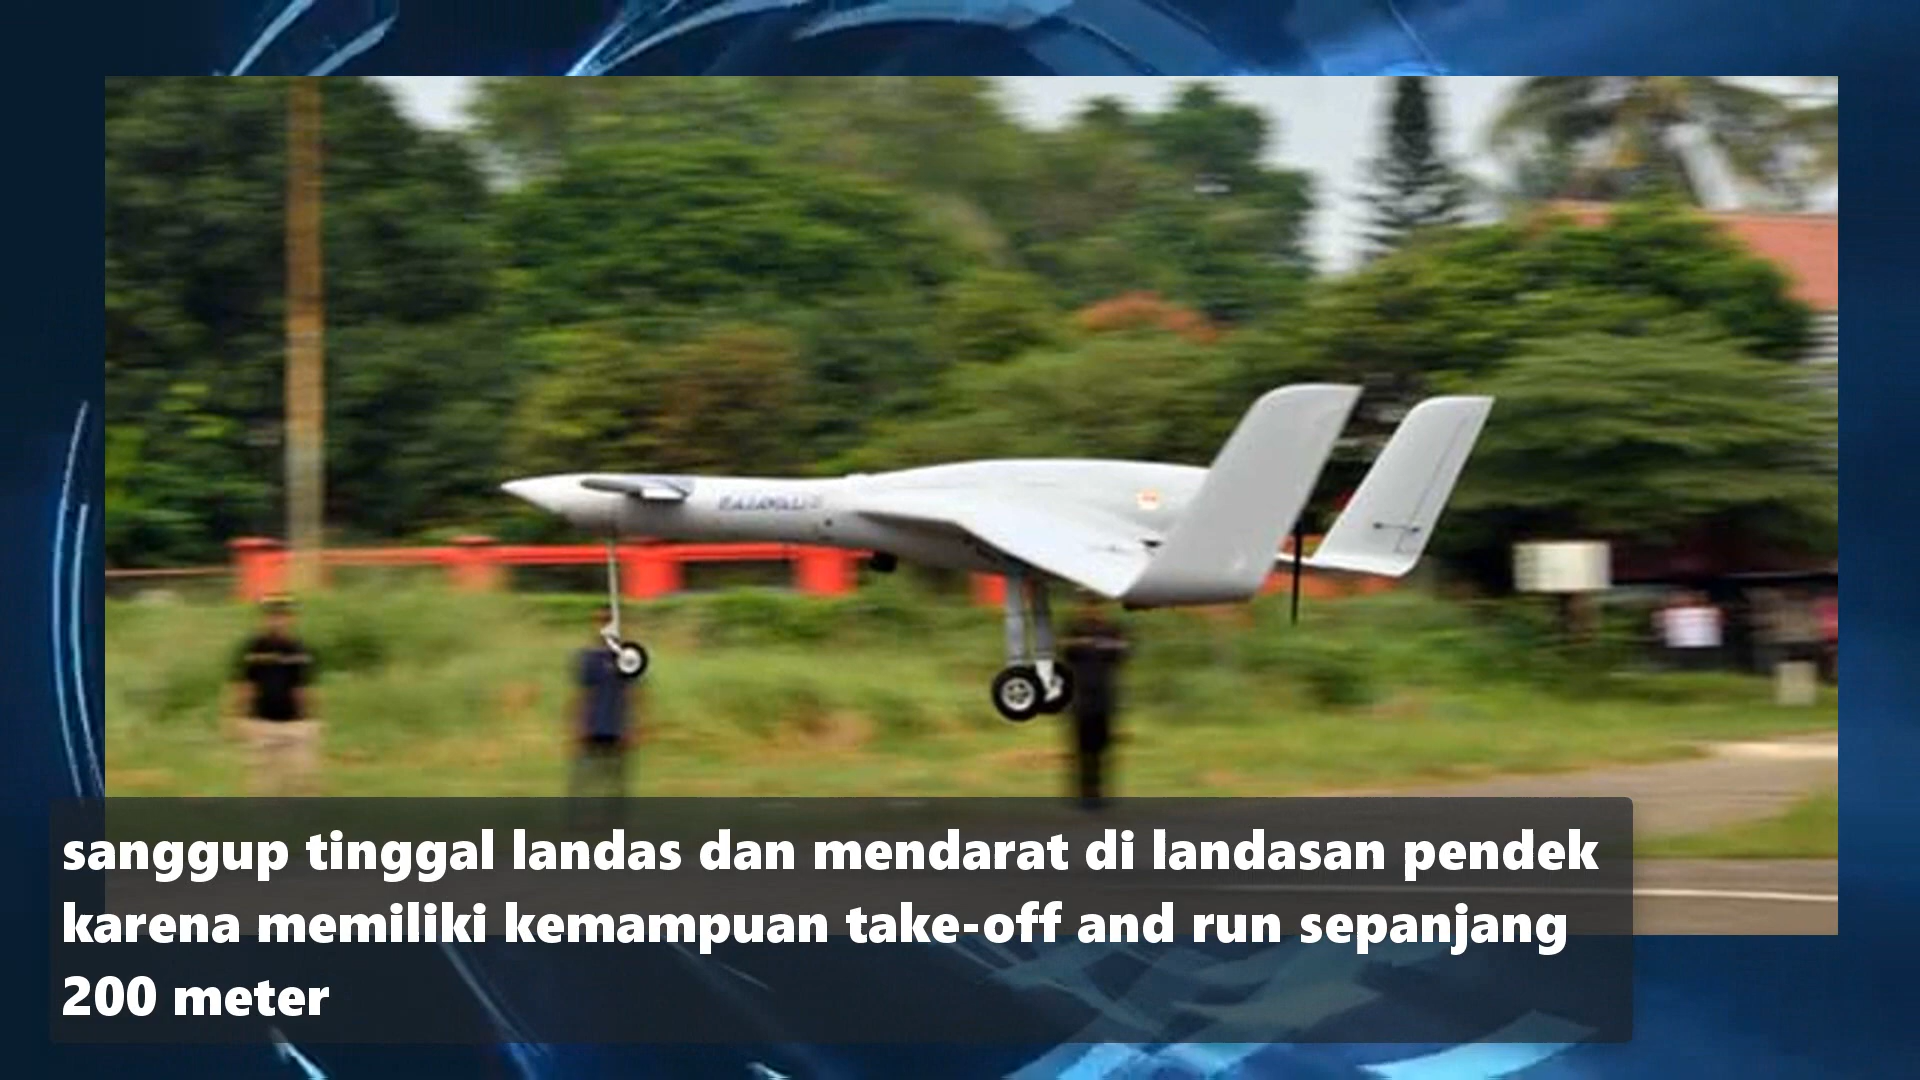 sanggup tinggal landas dan mendarat di landasan pendek
karena memiliki kemampuan take-off and run sepanjang
200 meter